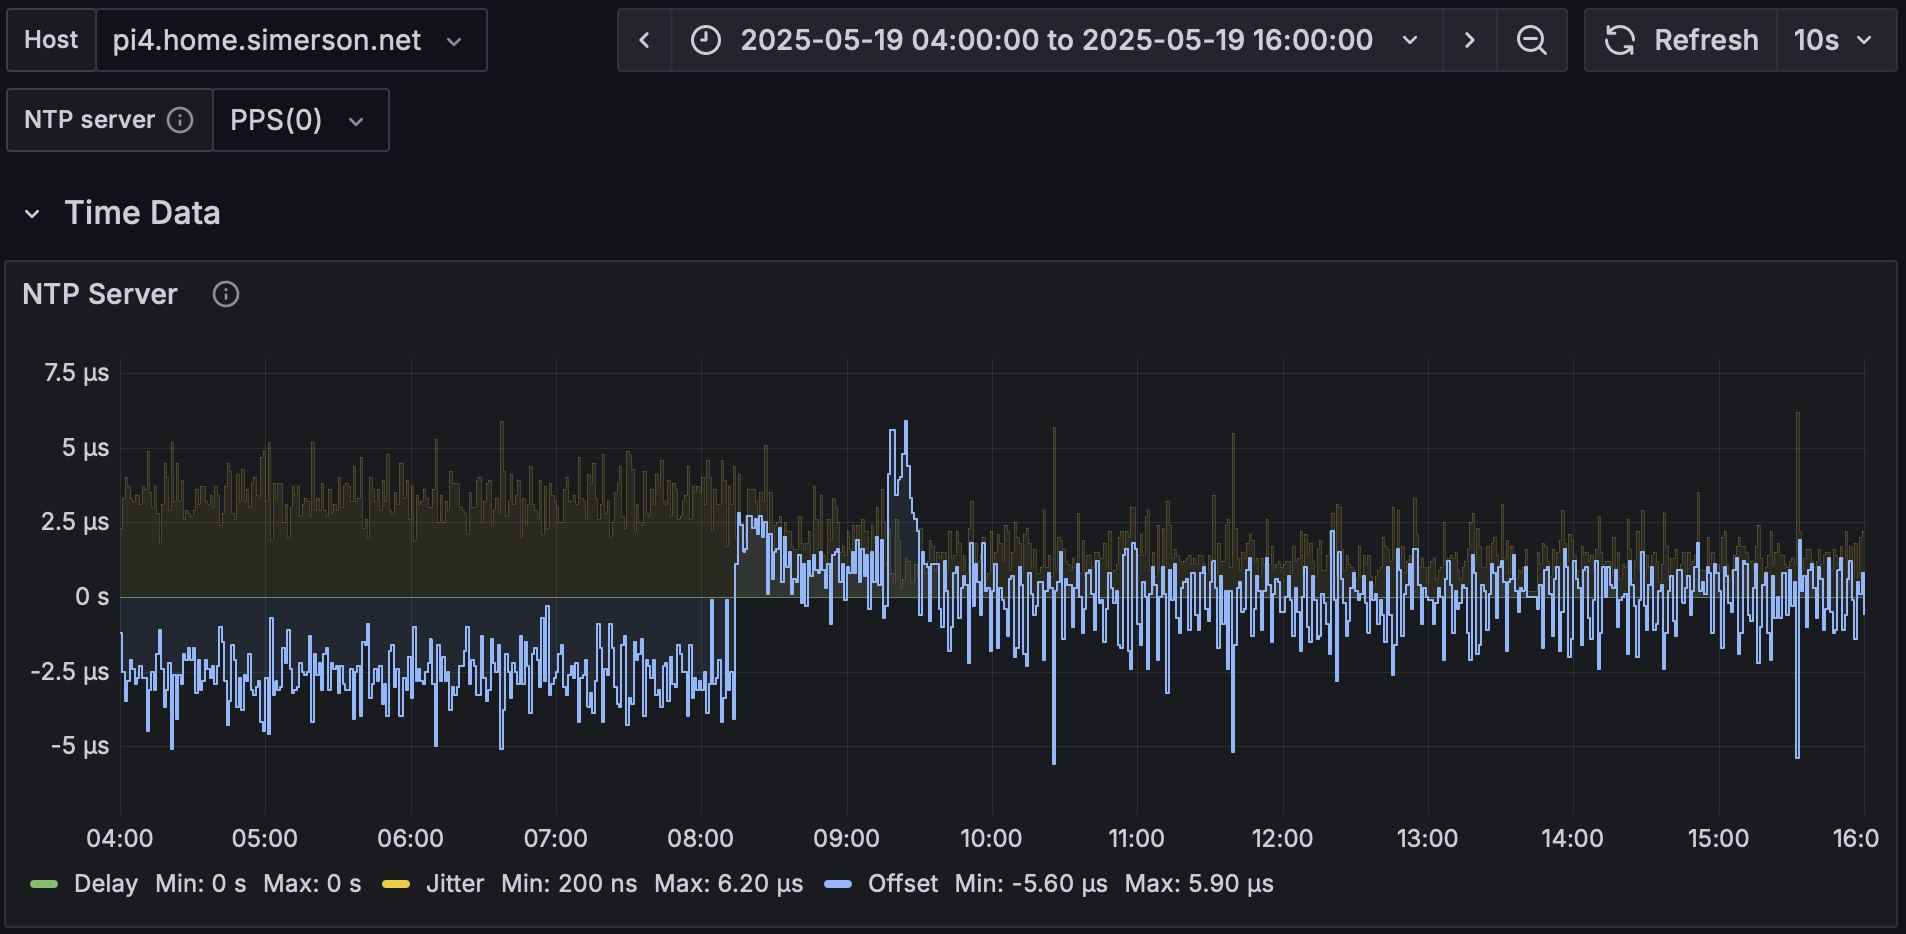 Host pi4.home.simerson.net 2025-05-19 04:00:00 to 2025-05-19 16:00:00 Refresh 10s
NTP server PPS(0)
Time Data
NTP Server
7.5 µs
5 µs
2.5 µs
0 s
-2.5 µs
-5 µs
04:00 05:00 06:00 07:00 08:00 09:00 10:00 11:00 12:00 13:00 14:00 15:00 16:0
Delay Min: 0 s Max: 0 s Jitter Min: 200 ns Max: 6.20 µs Offset Min: -5.60 µs Max: 5.90 µs